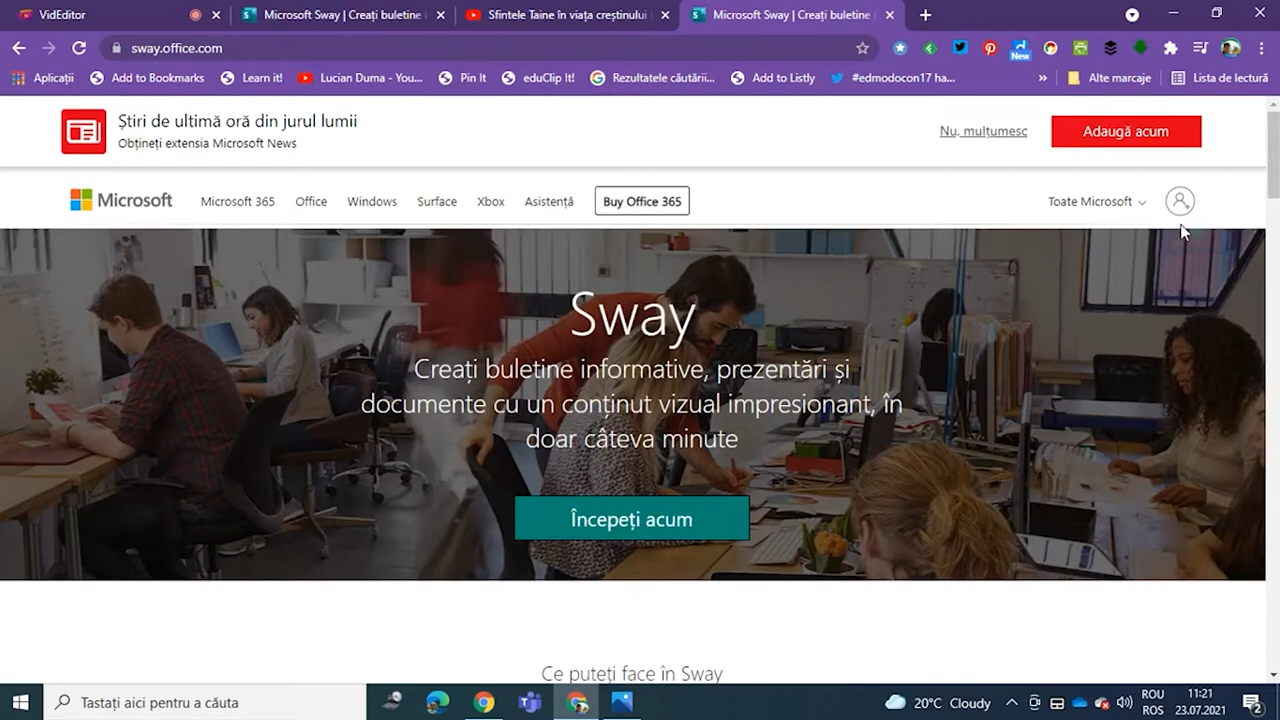 VidEditor
Microsoft Sway | Creați buletine i
Sfintele Taine în viața creștinului
Microsoft Sway | Creați buletine i
sway.office.com
New
Aplicații
Add to Bookmarks
Learn it!
Lucian Duma - You...
Pin It
eduClip It!
Rezultatele căutării...
Add to Listly
#edmodocon17 ha...
»
Alte marcaje
Lista de lectură
Știri de ultimă oră din jurul lumii
Obțineți extensia Microsoft News
Nu, mulțumesc
Adaugă acum
Microsoft
Microsoft 365
Office
Windows
Surface
Xbox
Asistență
Buy Office 365
Toate Microsoft
Sway
Creați buletine informative, prezentări și
documente cu un conținut vizual impresionant, în
doar câteva minute
Începeți acum
Ce puteți face în Sway
Tastați aici pentru a căuta
20°C Cloudy
ROU
ROS
11:21
23.07.2021
2